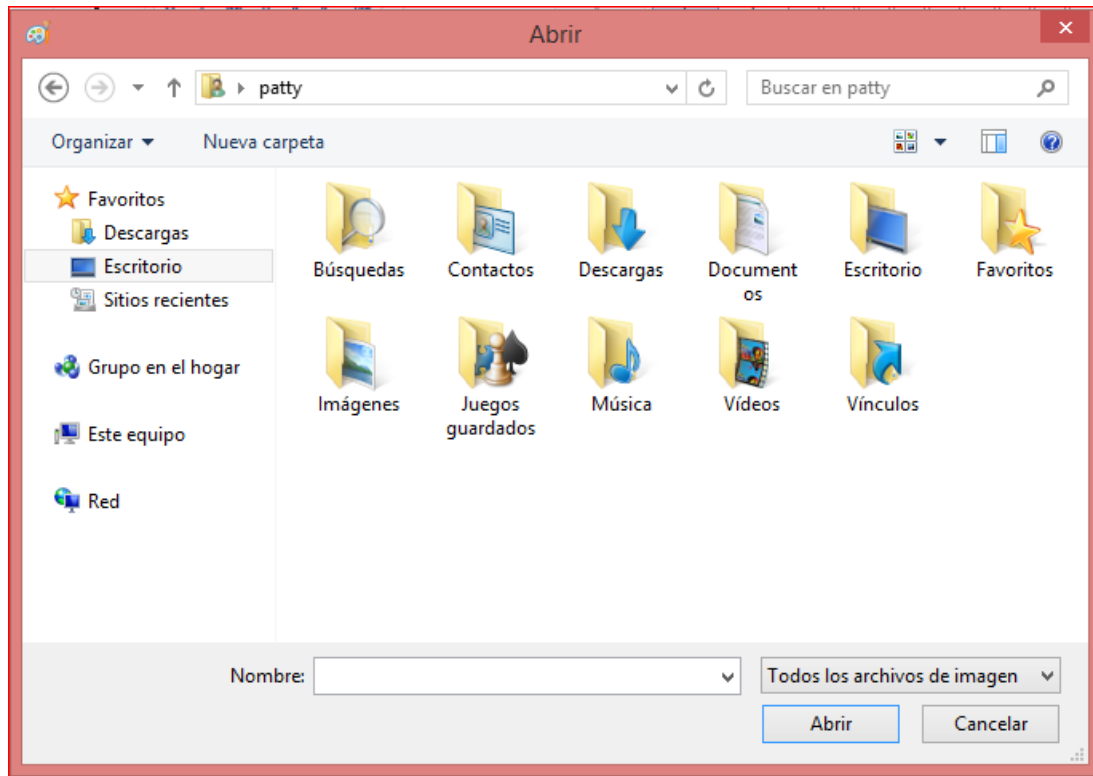 Abrir
patty
Buscar en patty
Organizar
Nueva carpeta
Favoritos
Descargas
Escritorio
Sitios recientes
Grupo en el hogar
Este equipo
Red
Búsquedas
Contactos
Descargas
Document
os
Escritorio
Favoritos
Imágenes
Juegos
guardados
Música
Vídeos
Vínculos
Nombre:
Todos los archivos de imagen
Abrir
Cancelar